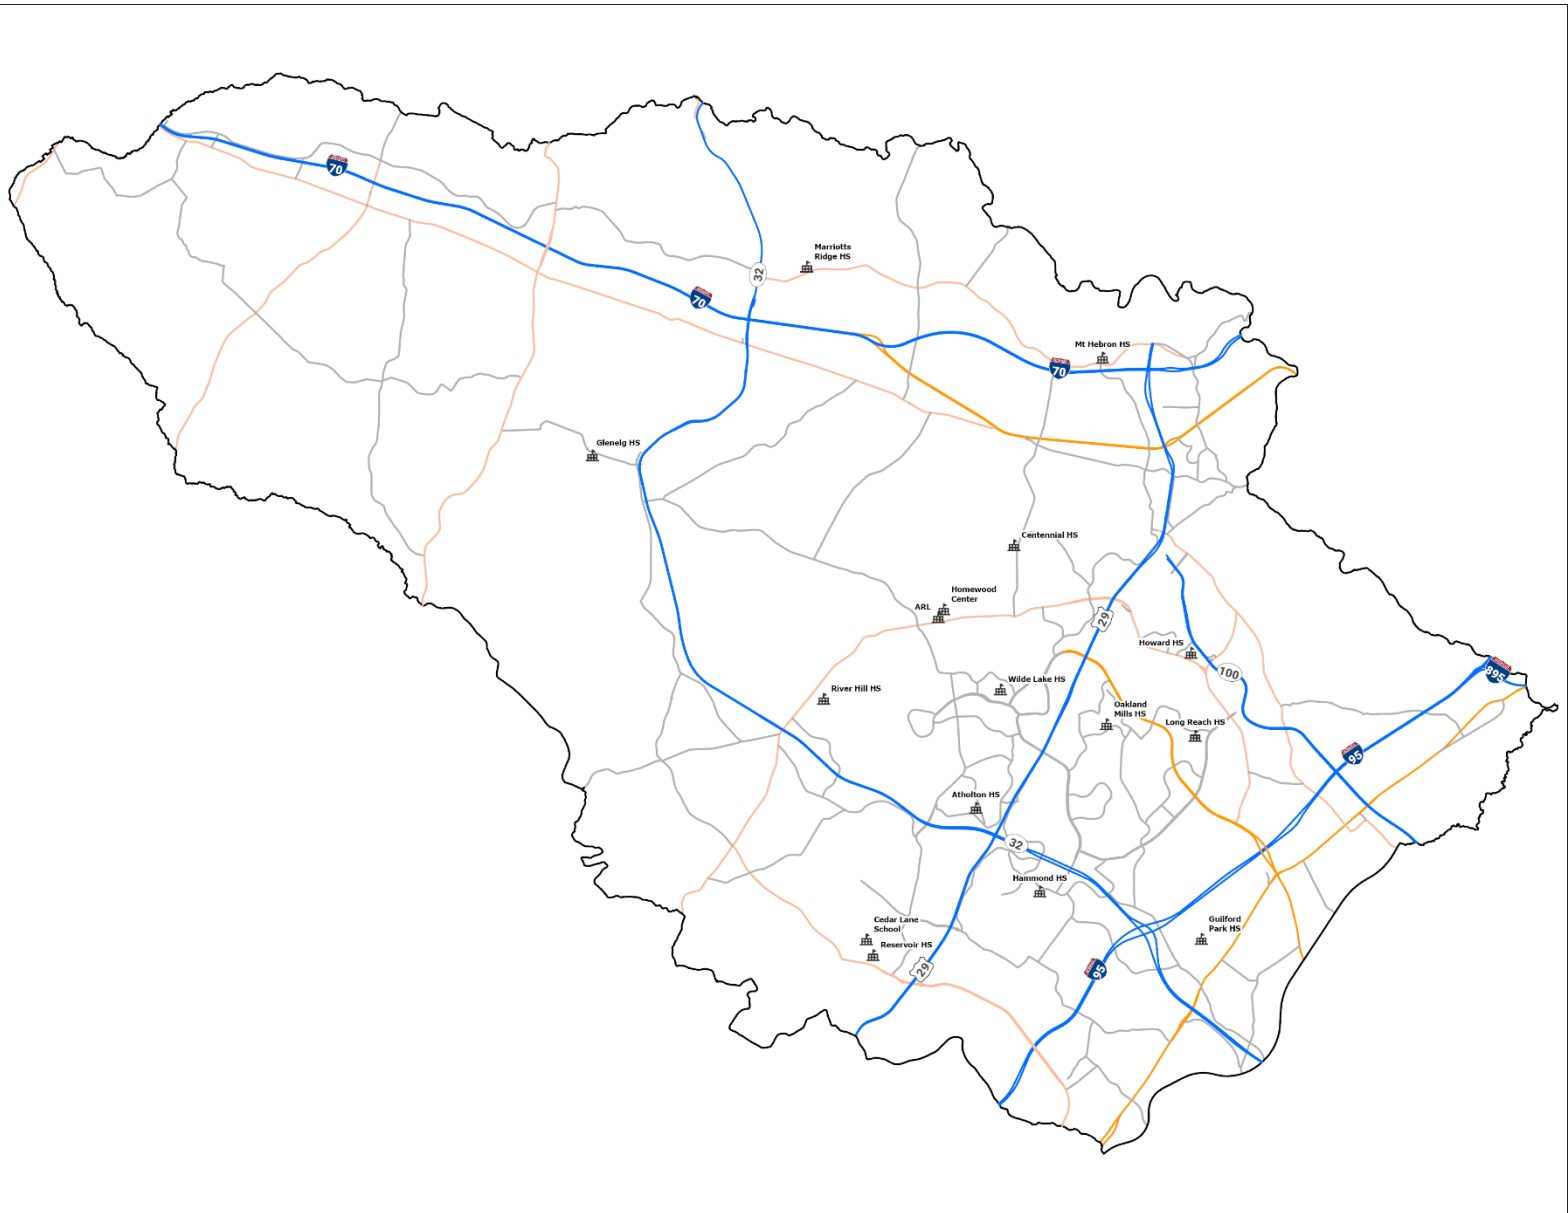 70
Marriotts
Ridge HS
32
70
Mt Hebron HS
70
Glenelg HS
Centennial HS
Homewood
Center
ARL
29
Howard HS
100
895
Wilde Lake HS
River Hill HS
Oakland
Mills HS
Long Reach HS
95
Atholton HS
32
Hammond HS
Cedar Lane
School
Guilford
Park HS
Reservoir HS
29
95